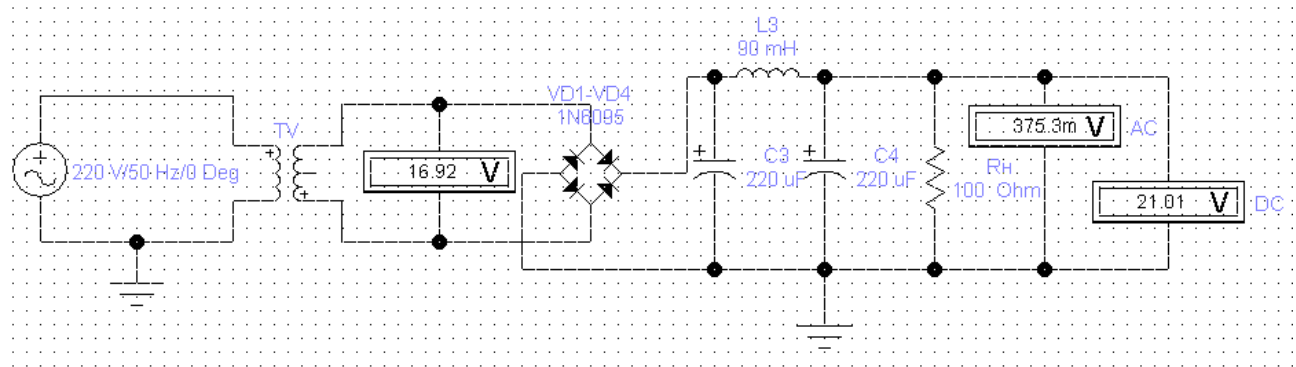 L3
90 mH
VD1-VD4
1N6095
TV
220 V/50 Hz/0 Deg
16.92 V
375.3m V AC
C3
220 uF
C4
220 uF
Rн
100 Ohm
21.01 V DC